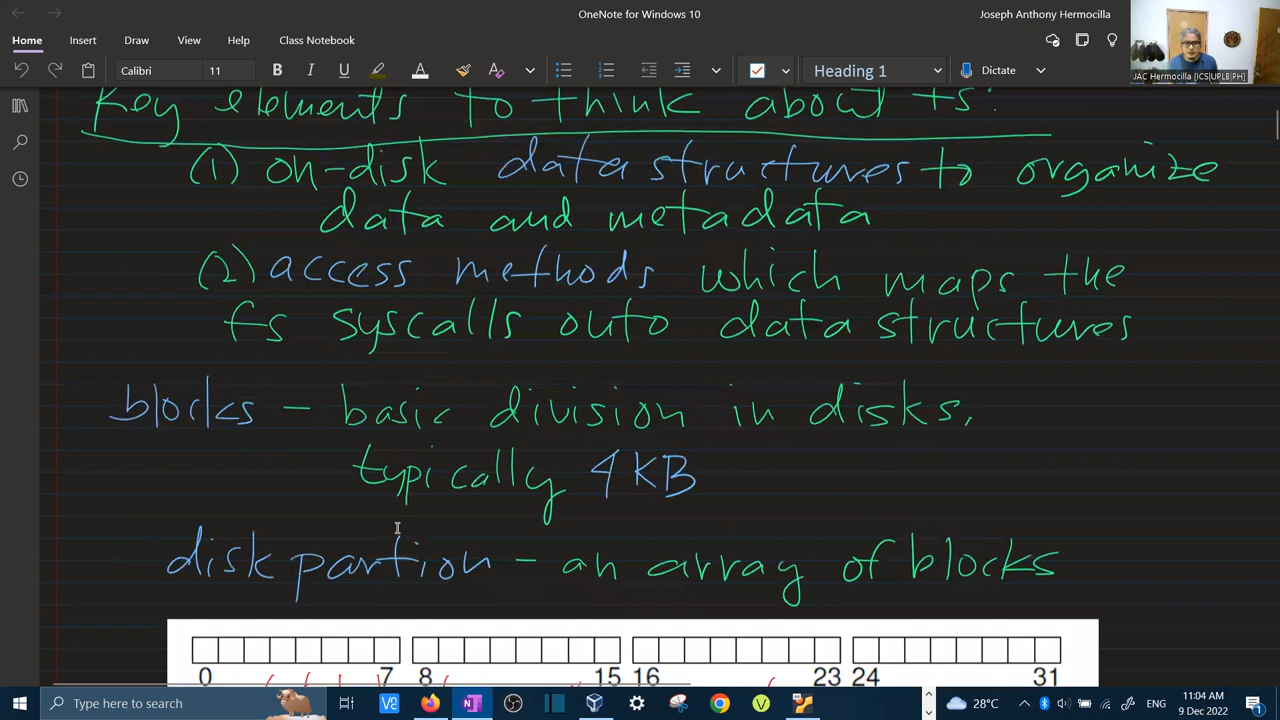 OneNote for Windows 10
Joseph Anthony Hermocilla
JAC Hermocilla [ICS|UPLB PH]
Home Insert Draw View Help Class Notebook
Calibri 11 B I U A Heading 1 Dictate
Key elements to think about fs:
(1) on-disk data structures to organize
data and metadata
(2) access methods which maps the
fs syscalls onto data structures
blocks - basic division in disks,
typically 4KB
disk partion - an array of blocks
0 7 8 15 16 23 24 31
Type here to search
28°C
11:04 AM
9 Dec 2022